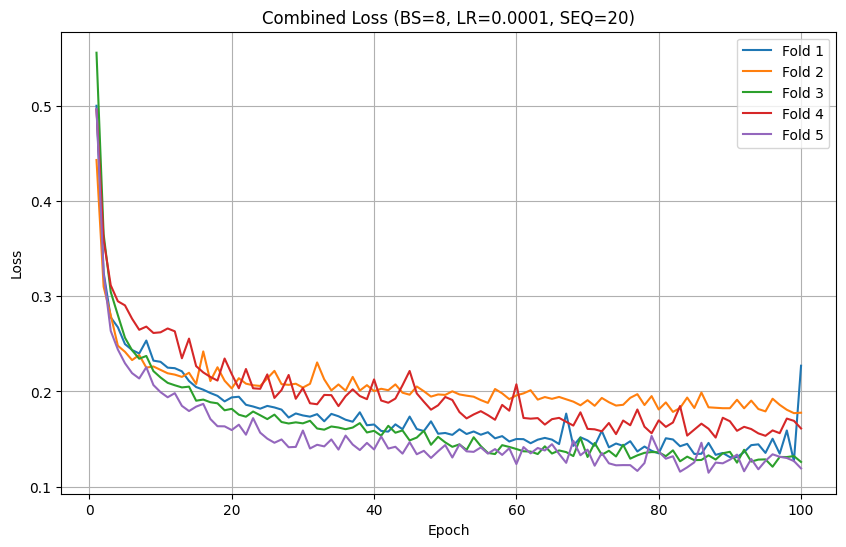 Combined Loss (BS=8, LR=0.0001, SEQ=20)
Fold 1
Fold 2
Fold 3
Fold 4
Fold 5
Loss
0.5
0.4
0.3
0.2
0.1
0 20 40 60 80 100
Epoch